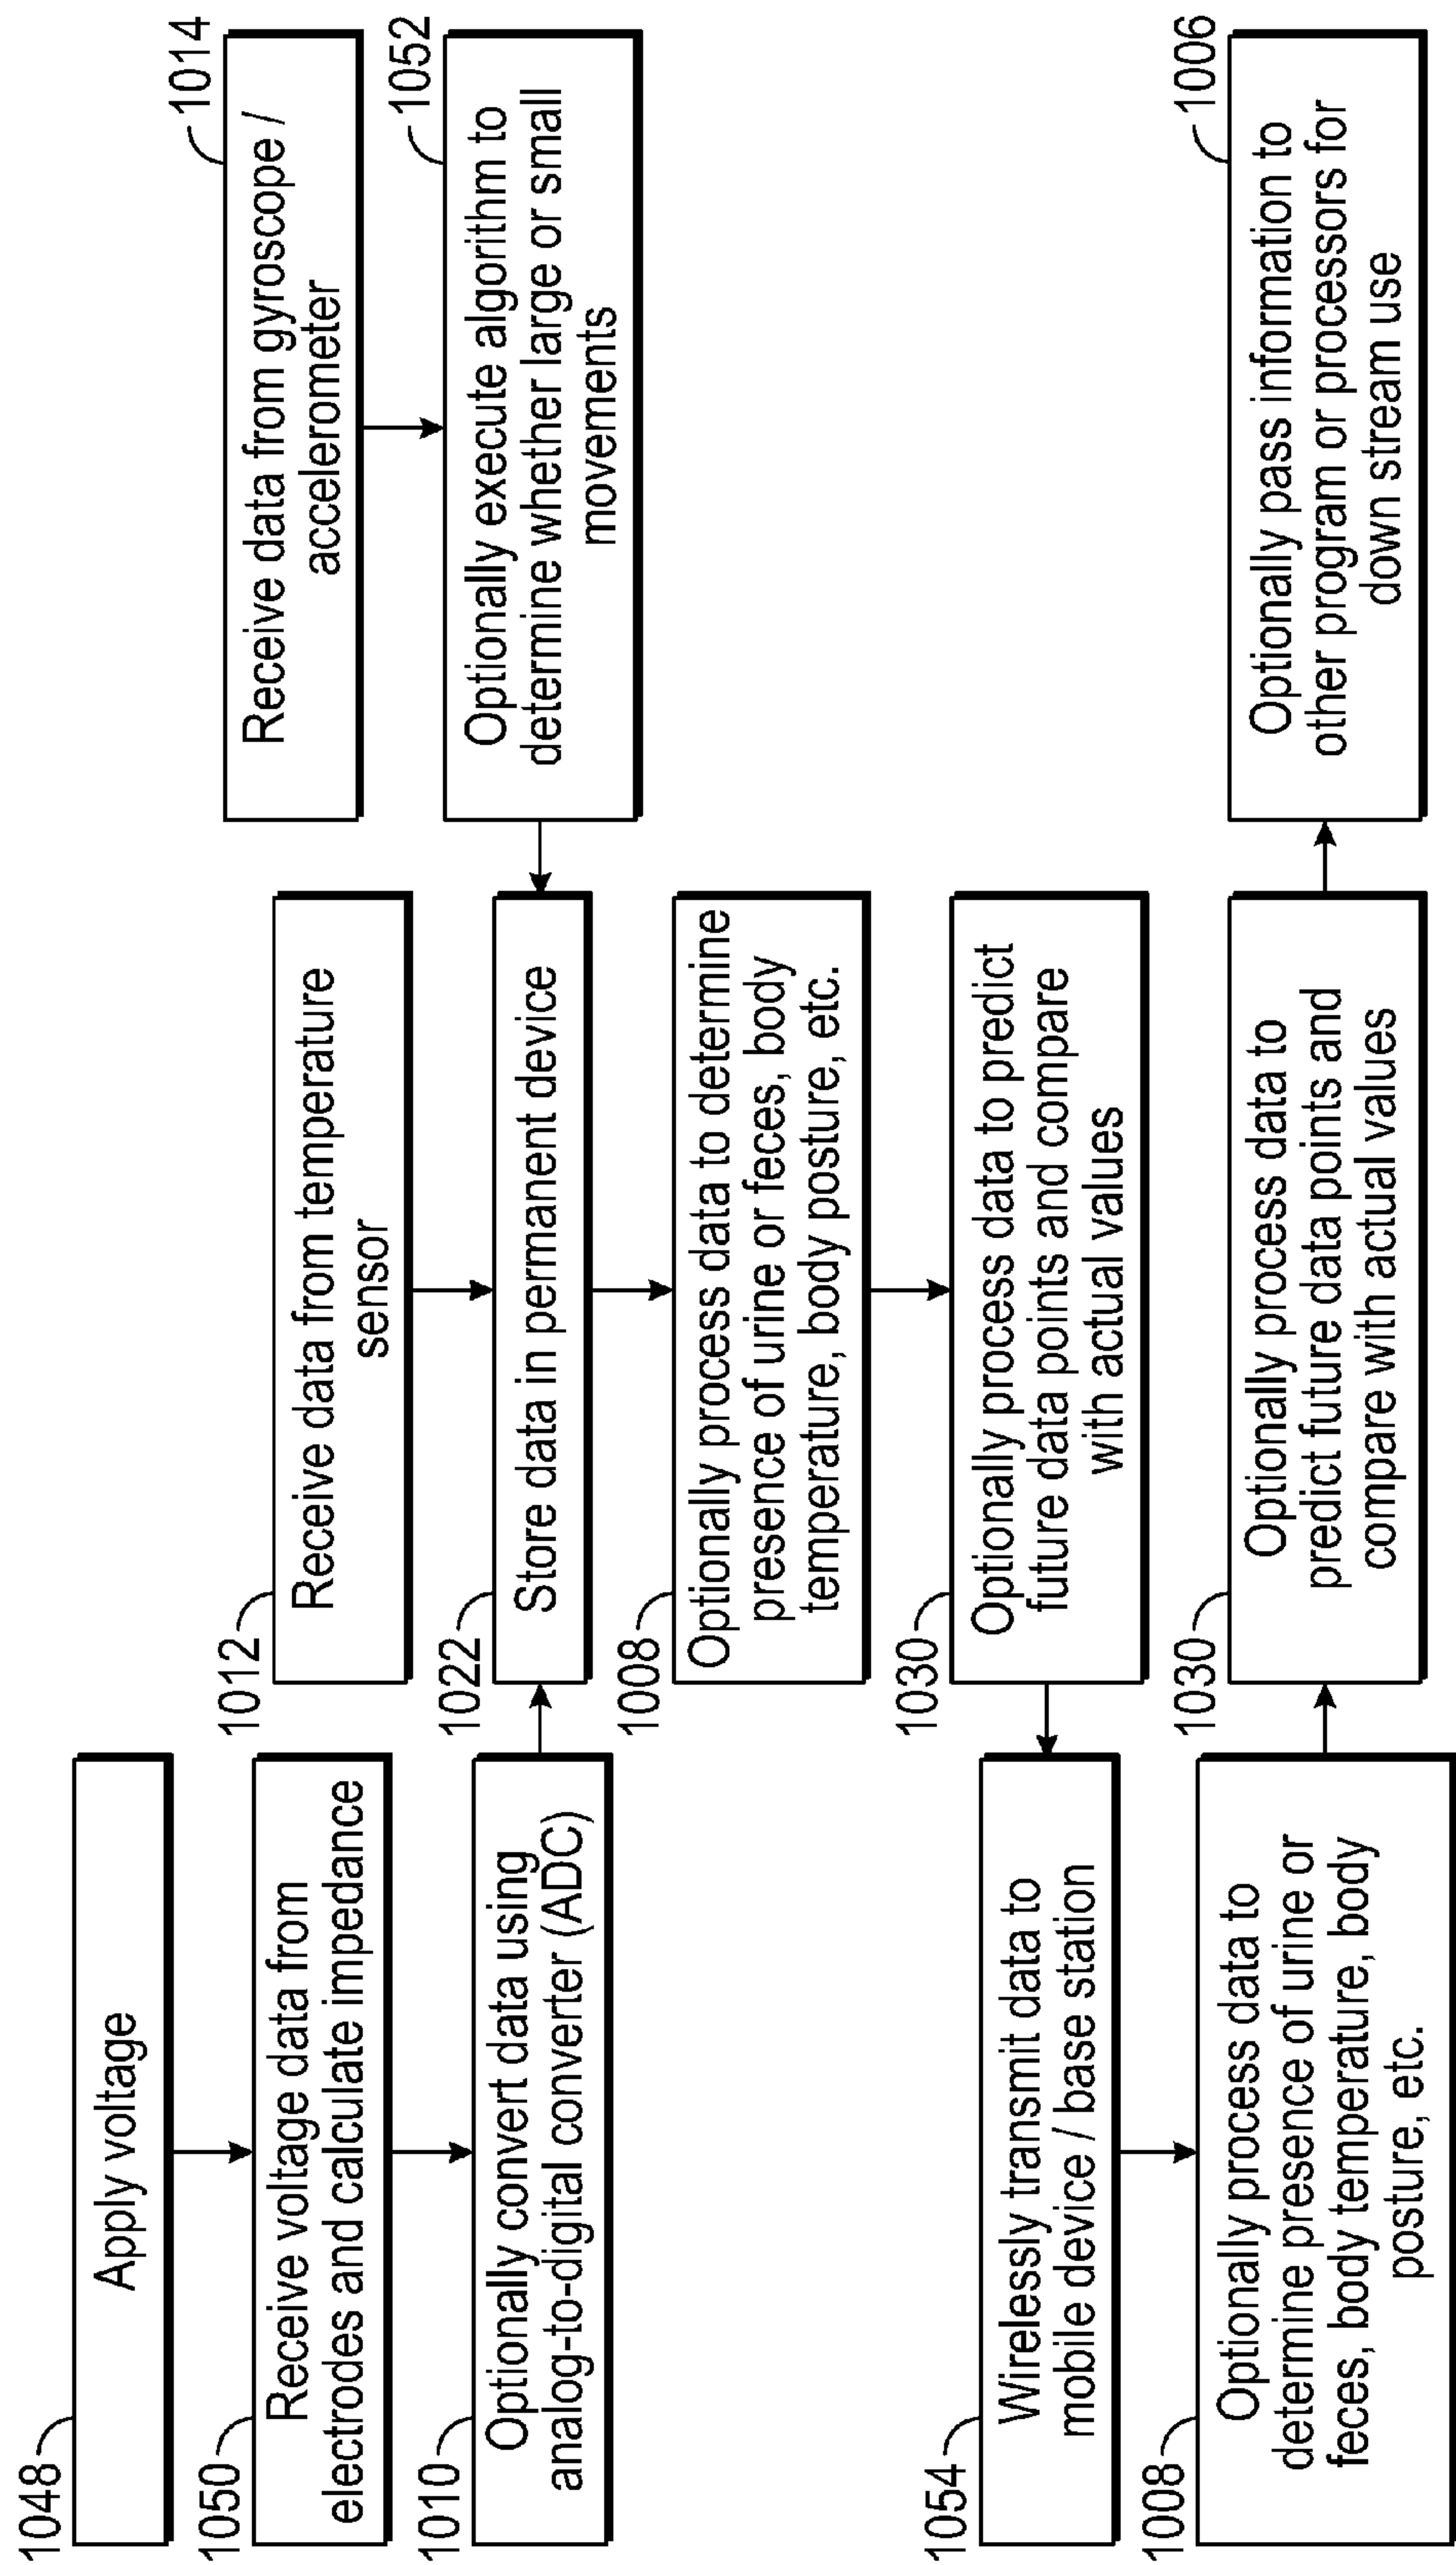 1048
Apply voltage
1050
Receive voltage data from
electrodes and calculate impedance
1010
Optionally convert data using
analog-to-digital converter (ADC)
1012
Receive data from temperature
sensor
1014
Receive data from gyroscope /
accelerometer
1052
Optionally execute algorithm to
determine whether large or small
movements
1022
Store data in permanent device
1008
Optionally process data to determine
presence of urine or feces, body
temperature, body posture, etc.
1030
Optionally process data to predict
future data points and compare
with actual values
1054
Wirelessly transmit data to
mobile device / base station
1008
Optionally process data to
determine presence of urine or
feces, body temperature, body
posture, etc.
1030
Optionally process data to
predict future data points and
compare with actual values
1006
Optionally pass information to
other program or processors for
down stream use